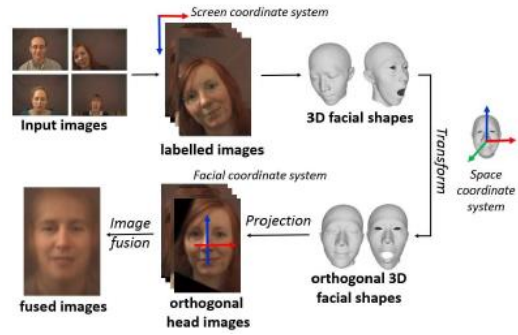 Screen coordinate system
Input images
labelled images
3D facial shapes
Transform
Space
coordinate
system
Facial coordinate system
Image
fusion
Projection
fused images
orthogonal
head images
orthogonal 3D
facial shapes